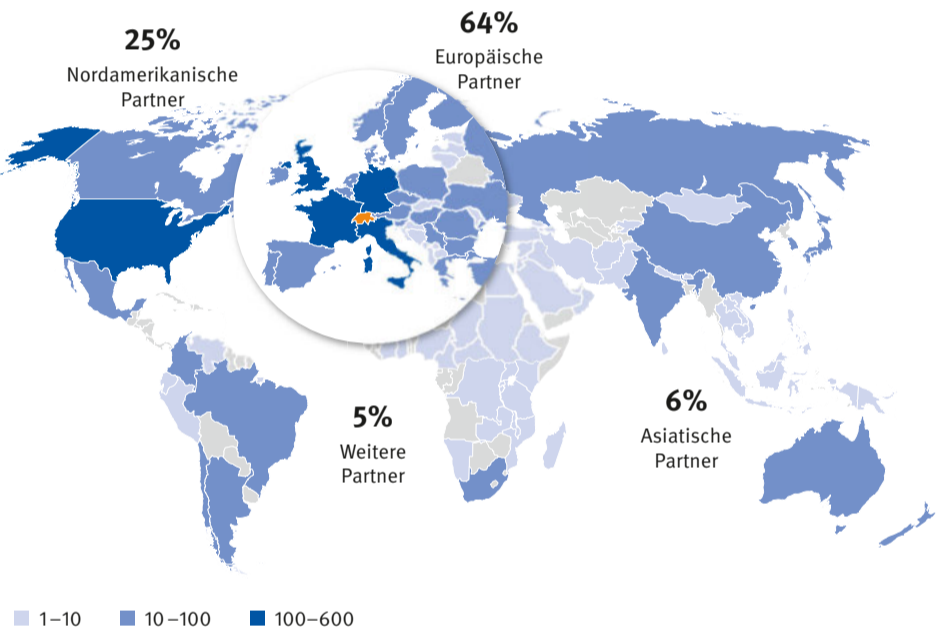 25%
Nordamerikanische
Partner
64%
Europäische
Partner
5%
Weitere
Partner
6%
Asiatische
Partner
1–10
10–100
100–600